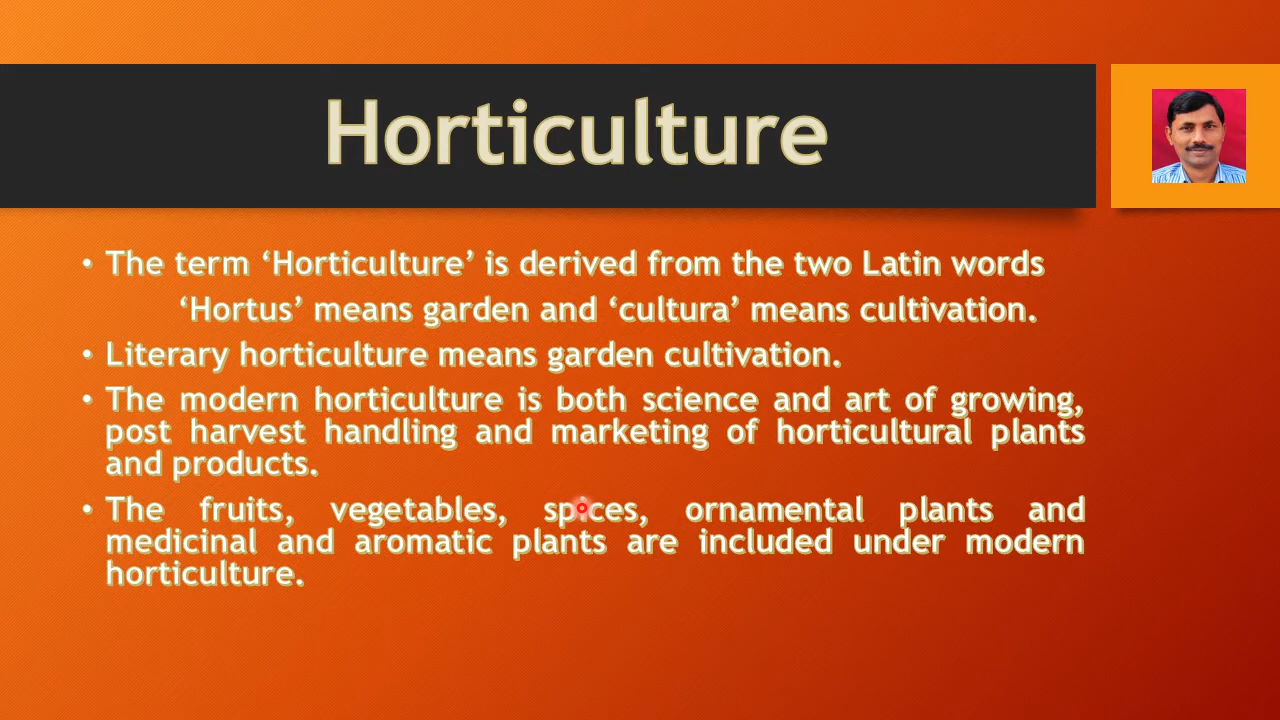 Horticulture
• The term ‘Horticulture’ is derived from the two Latin words
‘Hortus’ means garden and ‘cultura’ means cultivation.
• Literary horticulture means garden cultivation.
• The modern horticulture is both science and art of growing,
post harvest handling and marketing of horticultural plants
and products.
• The fruits, vegetables, spices, ornamental plants and
medicinal and aromatic plants are included under modern
horticulture.